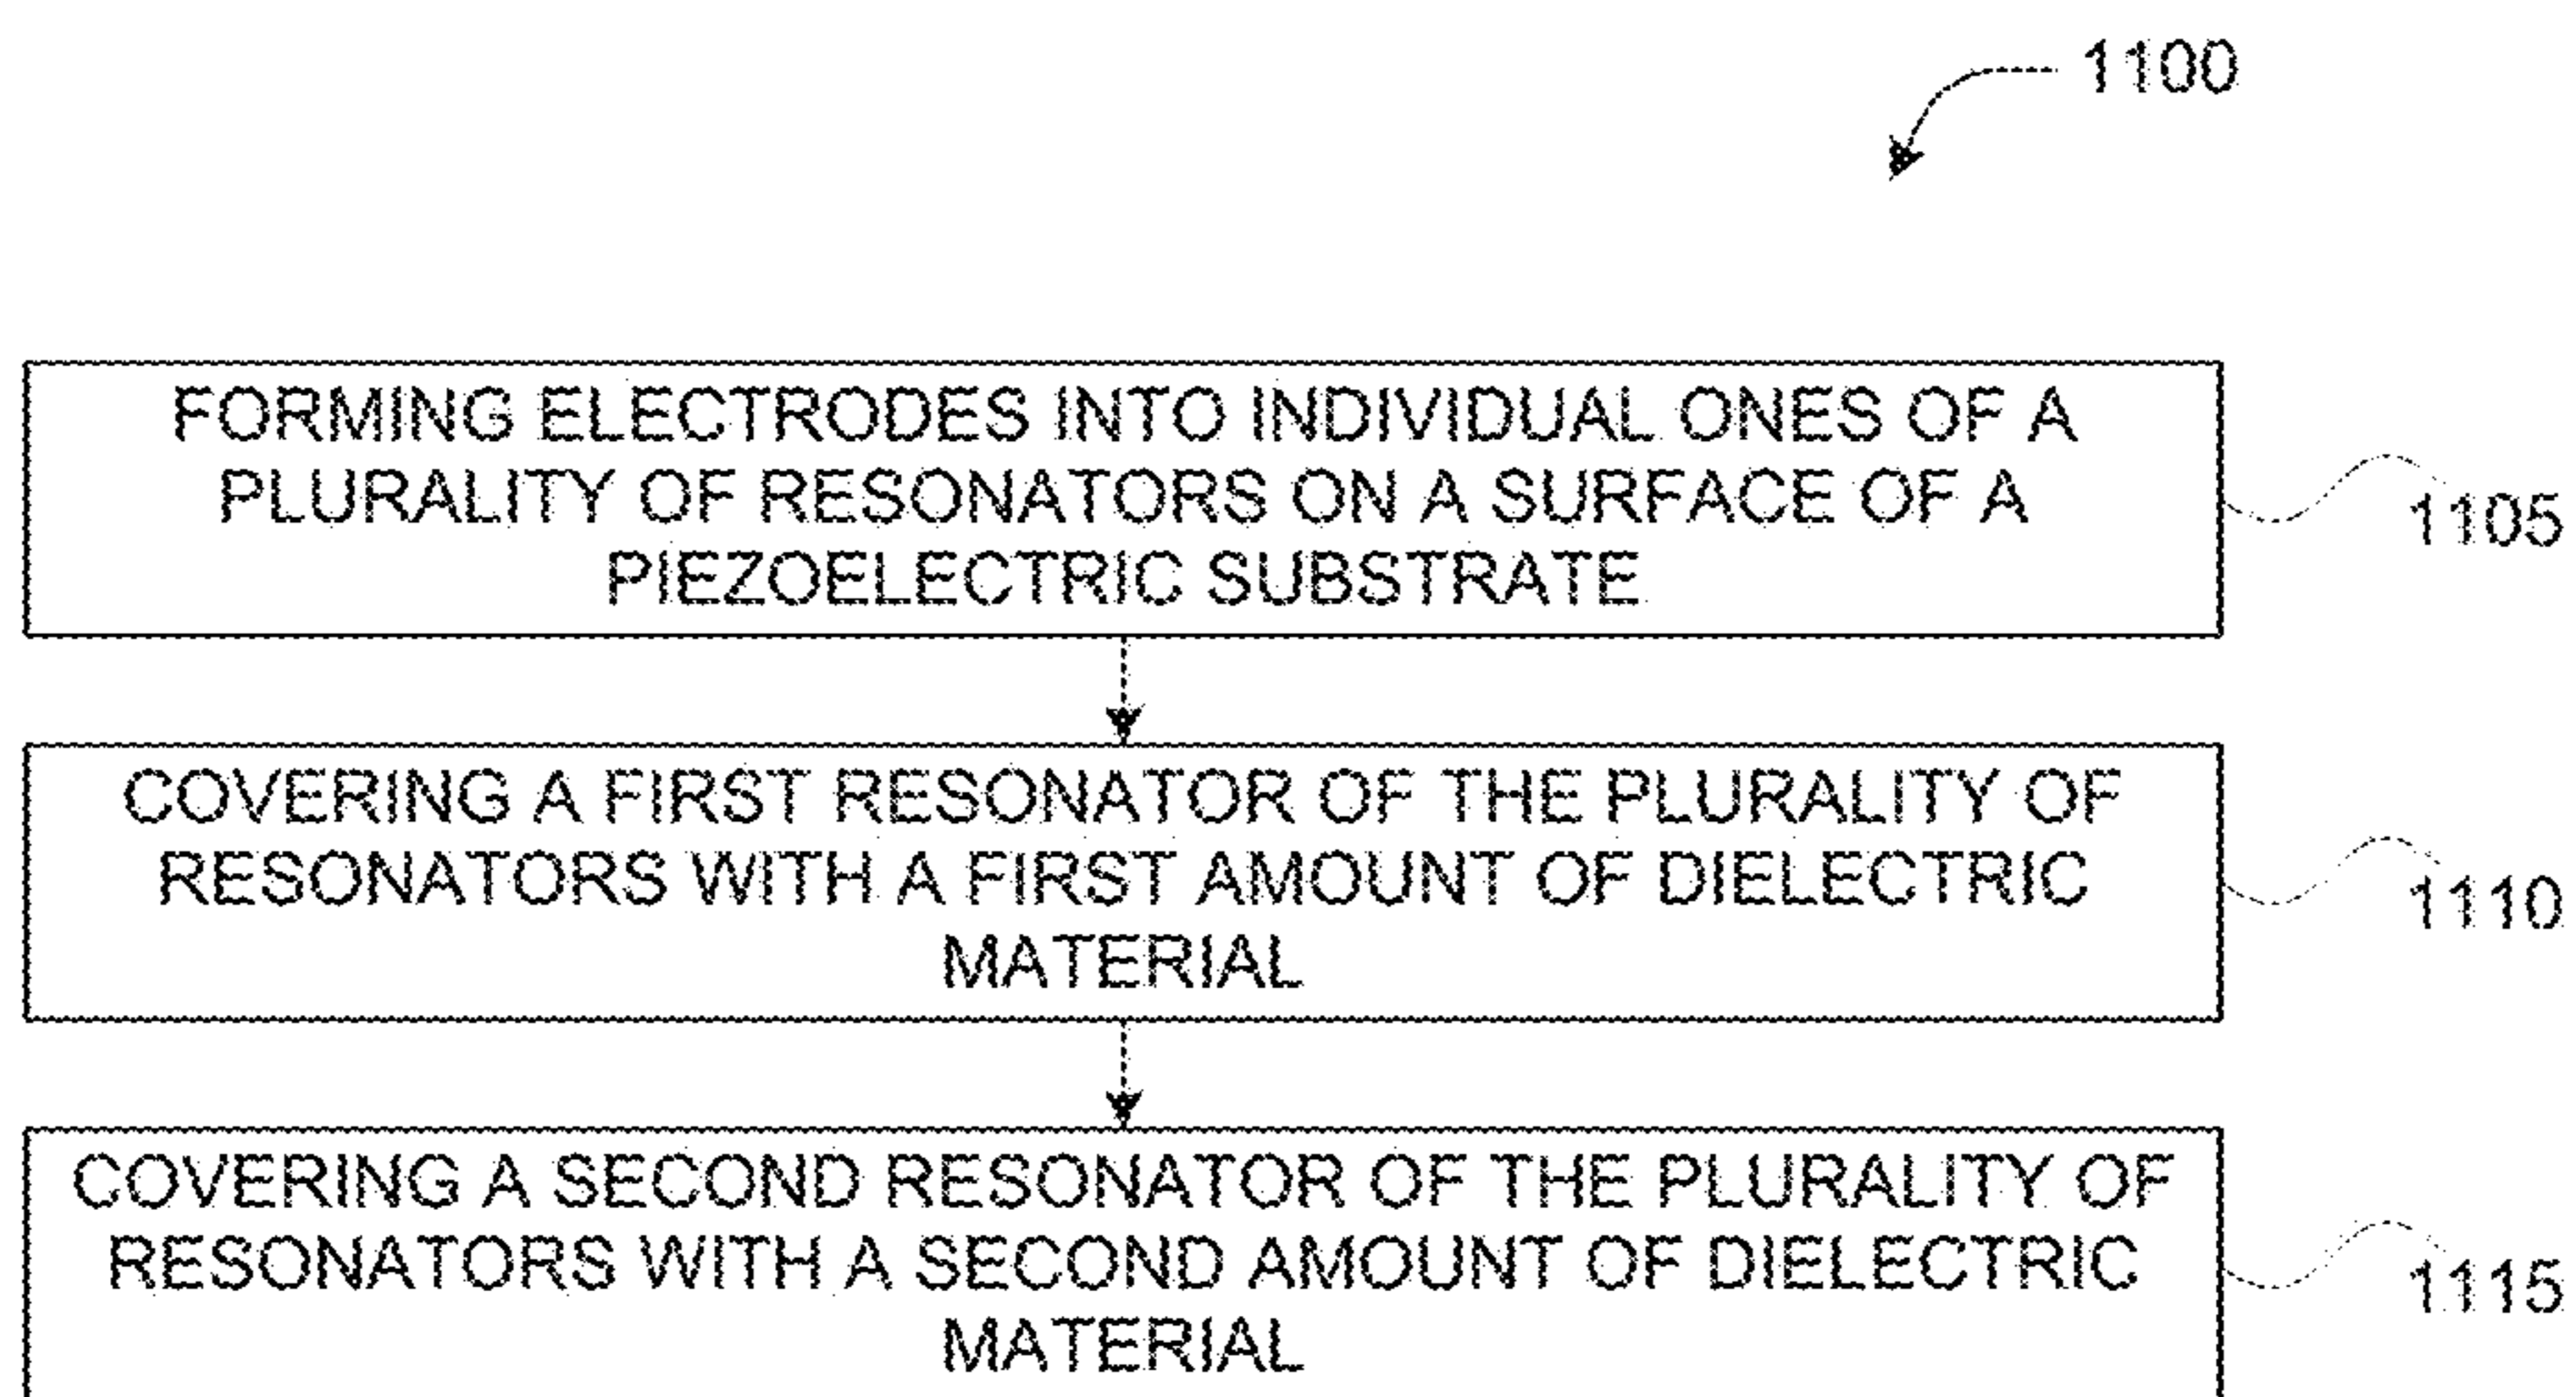 1100
FORMING ELECTRODES INTO INDIVIDUAL ONES OF A
PLURALITY OF RESONATORS ON A SURFACE OF A
PIEZOELECTRIC SUBSTRATE
1105
COVERING A FIRST RESONATOR OF THE PLURALITY OF
RESONATORS WITH A FIRST AMOUNT OF DIELECTRIC
MATERIAL
1110
COVERING A SECOND RESONATOR OF THE PLURALITY OF
RESONATORS WITH A SECOND AMOUNT OF DIELECTRIC
MATERIAL
1115